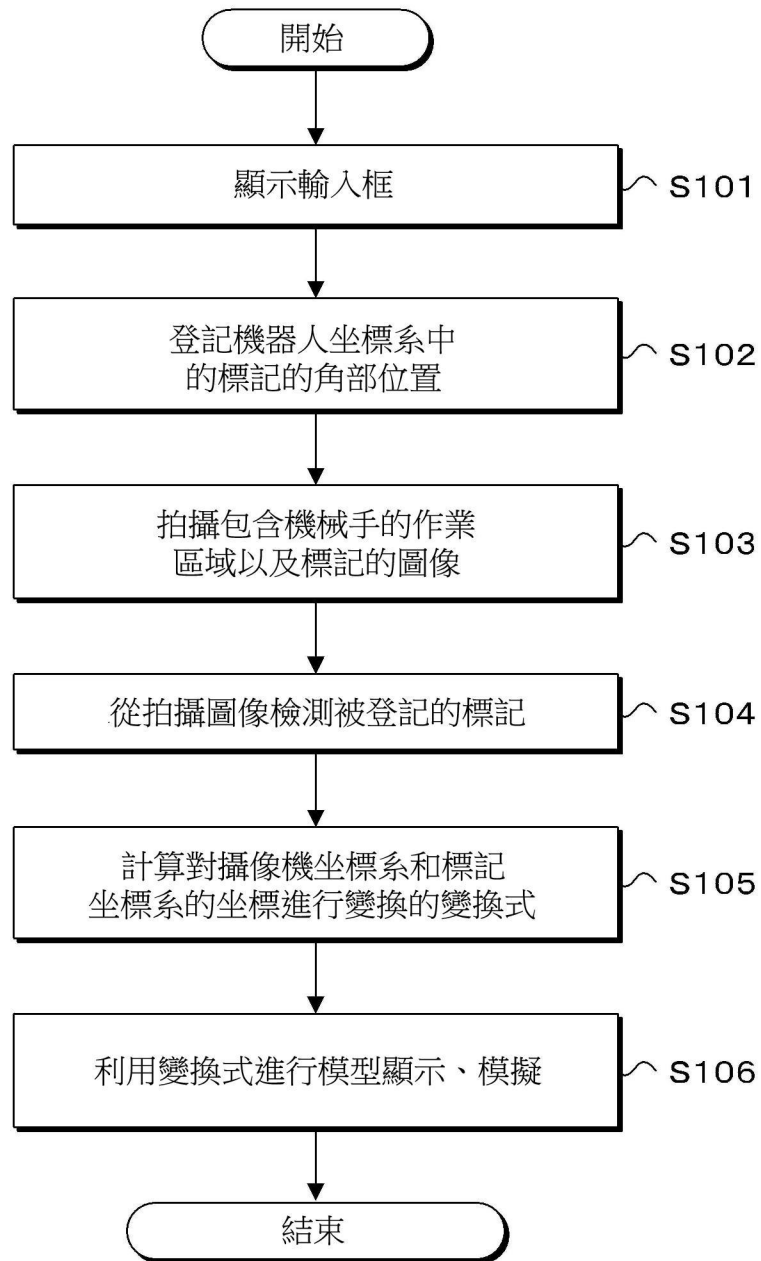 開始
顯示輸入框
S101
登記機器人坐標系中
的標記的角部位置
S102
拍攝包含機械手的作業
區域以及標記的圖像
S103
從拍攝圖像檢測被登記的標記
S104
計算對攝像機坐標系和標記
坐標系的坐標進行變換的變換式
S105
利用變換式進行模型顯示、模擬
S106
結束